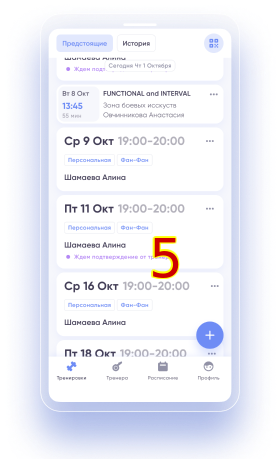 Предстоящие
История
Шамаева Алина
Ждем подт
Сегодня Чт 1 Октября
Вт 8 Окт
FUNCTIONAL and INTERVAL
13:45
Зона боевых исскуств
55 мин
Овчинникова Анастасия
Ср 9 Окт 19:00-20:00
Персональная
Фан-Фан
Шамаева Алина
Пт 11 Окт 19:00-20:00
Персональная
Фан-Фан
Шамаева Алина
Ждем подтверждение от трене
5
Ср 16 Окт 19:00-20:00
Персональная
Фан-Фан
Шамаева Алина
Пт 18 Окт 19:00-20:00
Тренировки
Тренера
Расписание
Профиль